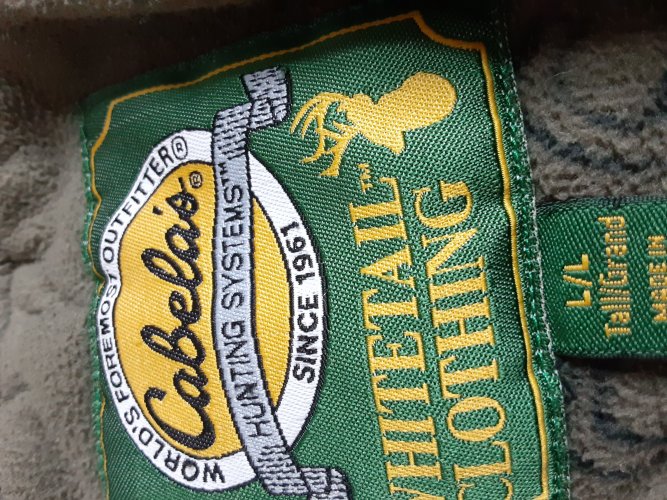 WORLD'S FOREMOST OUTFITTER®
Cabela's®
HUNTING SYSTEMS™
SINCE 1961
WHITETAIL™
CLOTHING
L/L
Tall/Grand
MADE IN